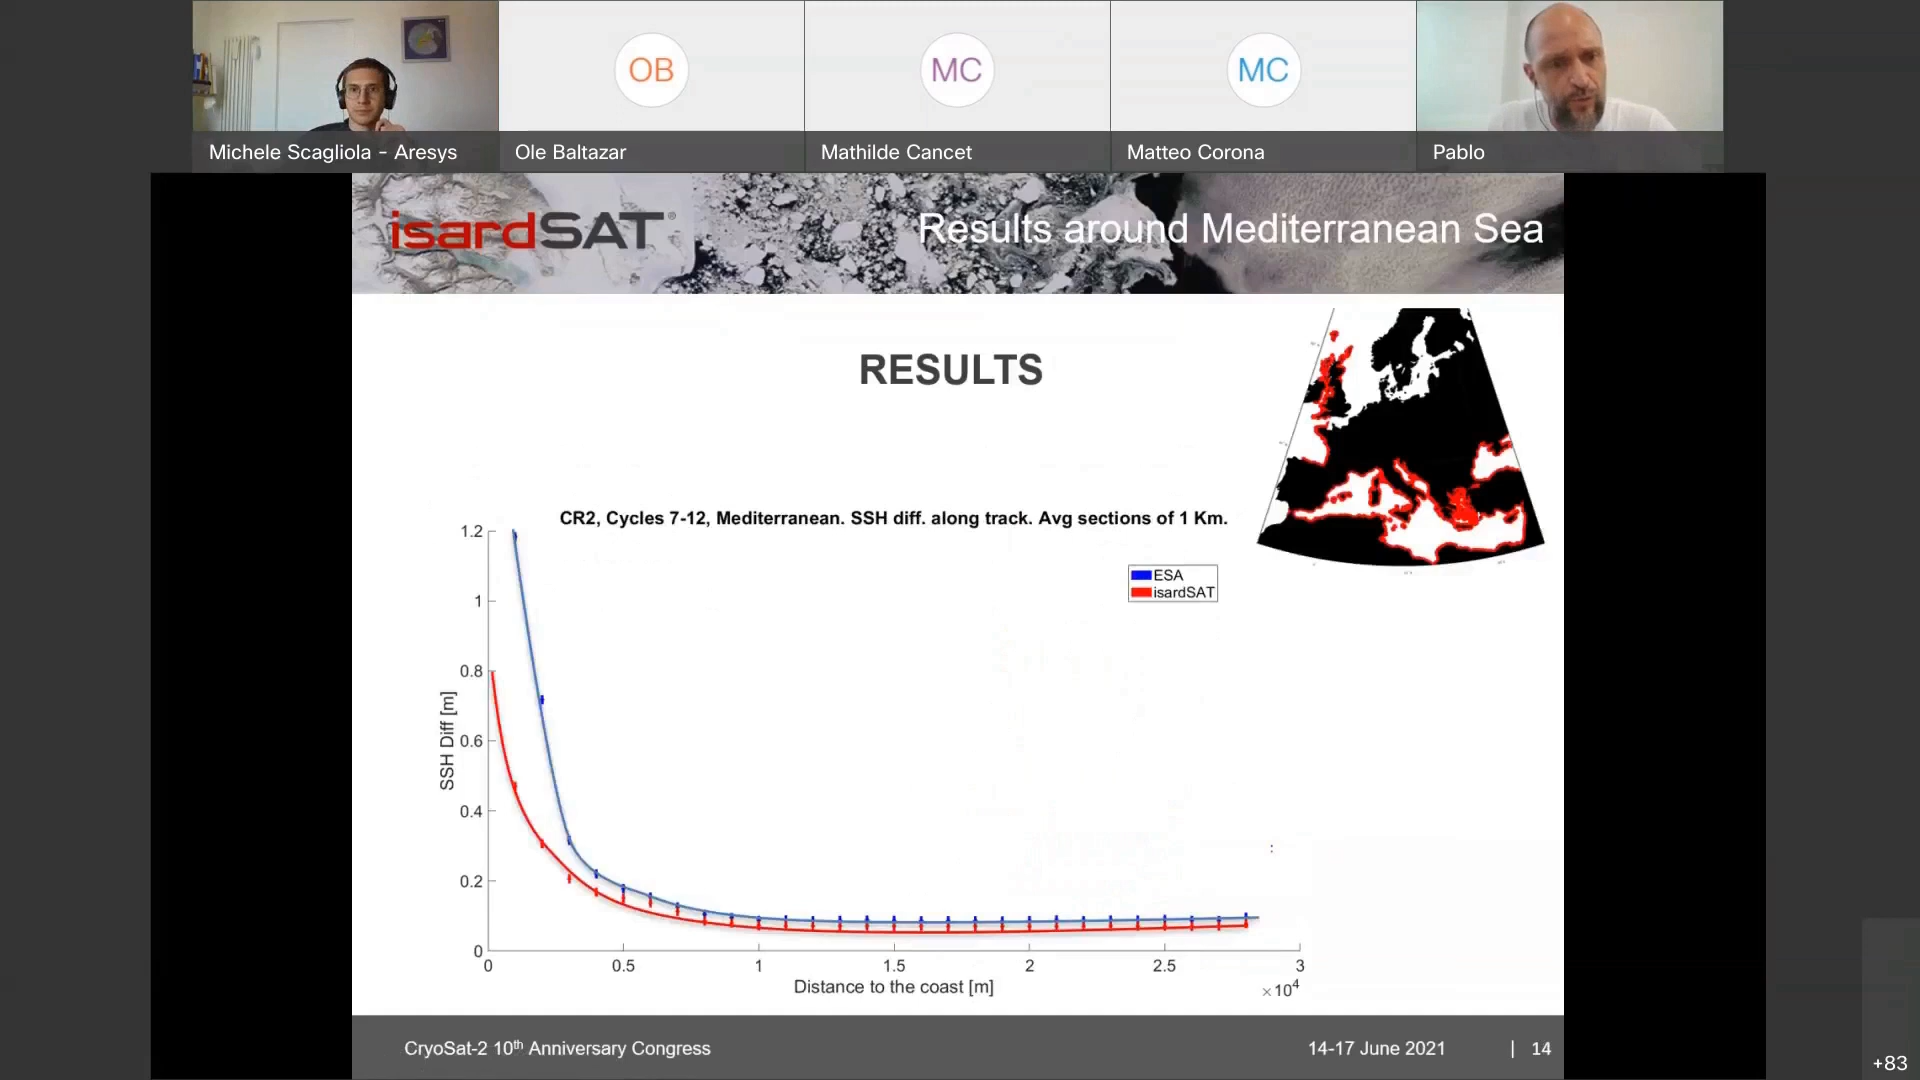 OB
MC
MC
Michele Scagliola - Aresys
Ole Baltazar
Mathilde Cancet
Matteo Corona
Pablo
isardSAT®
Results around Mediterranean Sea
RESULTS
CR2, Cycles 7-12, Mediterranean. SSH diff. along track. Avg sections of 1 Km.
ESA
isardSAT
SSH Diff [m]
1.2
1
0.8
0.6
0.4
0.2
0
0 0.5 1 1.5 2 2.5 3
×10⁴
Distance to the coast [m]
CryoSat-2 10th Anniversary Congress
14-17 June 2021 | 14
+83